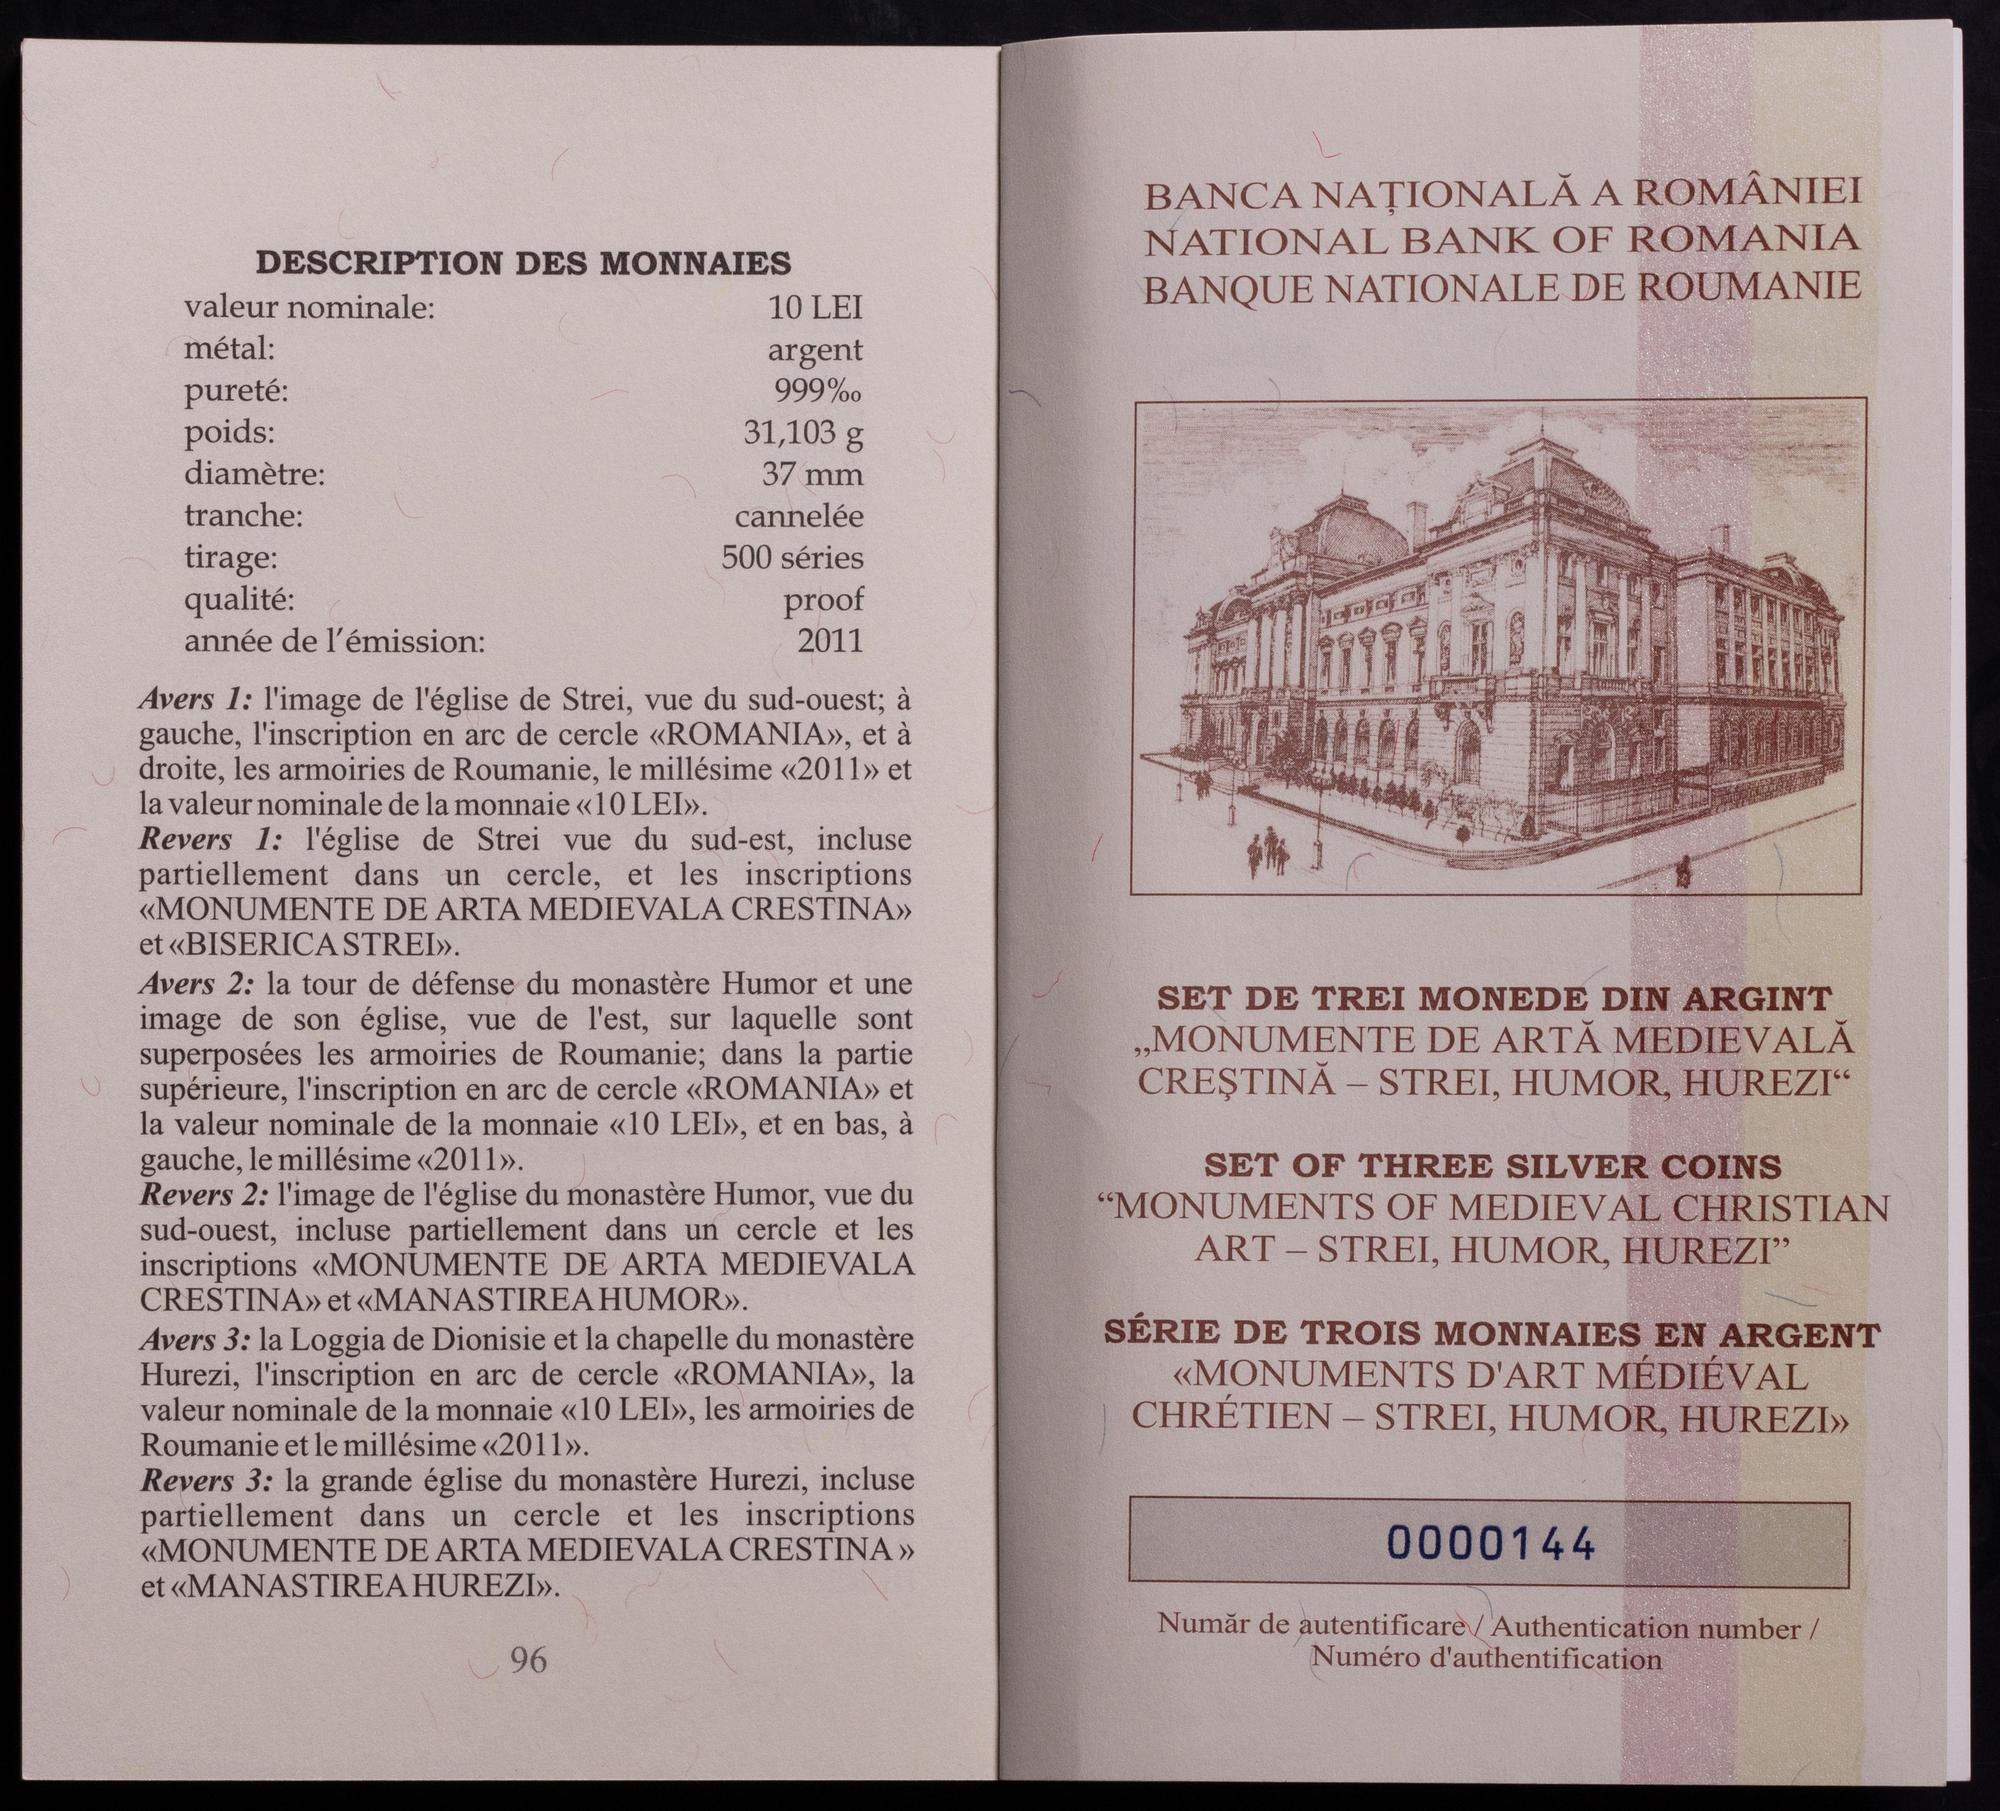 DESCRIPTION DES MONNAIES
valeur nominale: 10 LEI
métal: argent
pureté: 999‰
poids: 31,103 g
diamètre: 37 mm
tranche: cannelée
tirage: 500 séries
qualité: proof
année de l'émission: 2011
Avers 1: l'image de l'église de Strei, vue du sud-ouest; à
gauche, l'inscription en arc de cercle «ROMANIA», et à
droite, les armoiries de Roumanie, le millésime «2011» et
la valeur nominale de la monnaie «10 LEI».
Revers 1: l'église de Strei vue du sud-est, incluse
partiellement dans un cercle, et les inscriptions
«MONUMENTE DE ARTA MEDIEVALA CRESTINA»
et «BISERICA STREI».
Avers 2: la tour de défense du monastère Humor et une
image de son église, vue de l'est, sur laquelle sont
superposées les armoiries de Roumanie; dans la partie
supérieure, l'inscription en arc de cercle «ROMANIA» et
la valeur nominale de la monnaie «10 LEI», et en bas, à
gauche, le millésime «2011».
Revers 2: l'image de l'église du monastère Humor, vue du
sud-ouest, incluse partiellement dans un cercle et les
inscriptions «MONUMENTE DE ARTA MEDIEVALA
CRESTINA» et «MANASTIREA HUMOR».
Avers 3: la Loggia de Dionisie et la chapelle du monastère
Hurezi, l'inscription en arc de cercle «ROMANIA», la
valeur nominale de la monnaie «10 LEI», les armoiries de
Roumanie et le millésime «2011».
Revers 3: la grande église du monastère Hurezi, incluse
partiellement dans un cercle et les inscriptions
«MONUMENTE DE ARTA MEDIEVALA CRESTINA »
et «MANASTIREA HUREZI».
96
BANCA NAȚIONALĂ A ROMÂNIEI
NATIONAL BANK OF ROMANIA
BANQUE NATIONALE DE ROUMANIE
SET DE TREI MONEDE DIN ARGINT
„MONUMENTE DE ARTĂ MEDIEVALĂ
CREŞTINĂ – STREI, HUMOR, HUREZI“
SET OF THREE SILVER COINS
“MONUMENTS OF MEDIEVAL CHRISTIAN
ART – STREI, HUMOR, HUREZI”
SÉRIE DE TROIS MONNAIES EN ARGENT
«MONUMENTS D'ART MÉDIÉVAL
CHRÉTIEN – STREI, HUMOR, HUREZI»
0000144
Număr de autentificare / Authentication number /
Numéro d'authentification